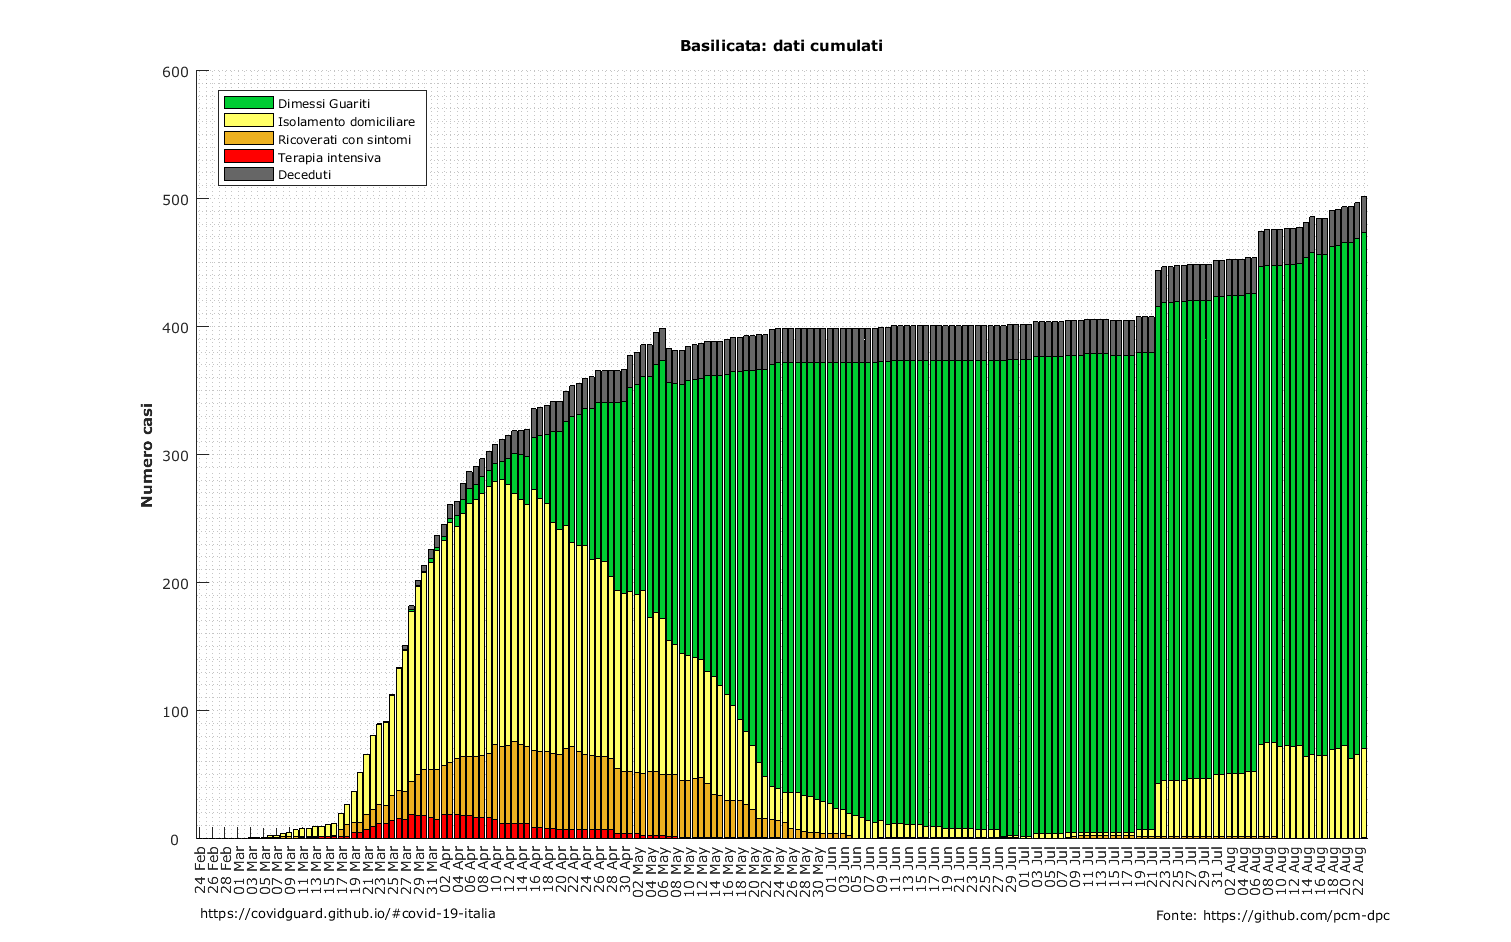 Basilicata: dati cumulati
600
500
400
300
200
100
0
Numero casi
Dimessi Guariti
Isolamento domiciliare
Ricoverati con sintomi
Terapia intensiva
Deceduti
24 Feb
26 Feb
28 Feb
01 Mar
03 Mar
05 Mar
07 Mar
09 Mar
11 Mar
13 Mar
15 Mar
17 Mar
19 Mar
21 Mar
23 Mar
25 Mar
27 Mar
29 Mar
31 Mar
02 Apr
04 Apr
06 Apr
08 Apr
10 Apr
12 Apr
14 Apr
16 Apr
18 Apr
20 Apr
22 Apr
24 Apr
26 Apr
28 Apr
30 Apr
02 May
04 May
06 May
08 May
10 May
12 May
14 May
16 May
18 May
20 May
22 May
24 May
26 May
28 May
30 May
01 Jun
03 Jun
05 Jun
07 Jun
09 Jun
11 Jun
13 Jun
15 Jun
17 Jun
19 Jun
21 Jun
23 Jun
25 Jun
27 Jun
29 Jun
01 Jul
03 Jul
05 Jul
07 Jul
09 Jul
11 Jul
13 Jul
15 Jul
17 Jul
19 Jul
21 Jul
23 Jul
25 Jul
27 Jul
29 Jul
31 Jul
02 Aug
04 Aug
06 Aug
08 Aug
10 Aug
12 Aug
14 Aug
16 Aug
18 Aug
20 Aug
22 Aug
https://covidguard.github.io/#covid-19-italia
Fonte: https://github.com/pcm-dpc